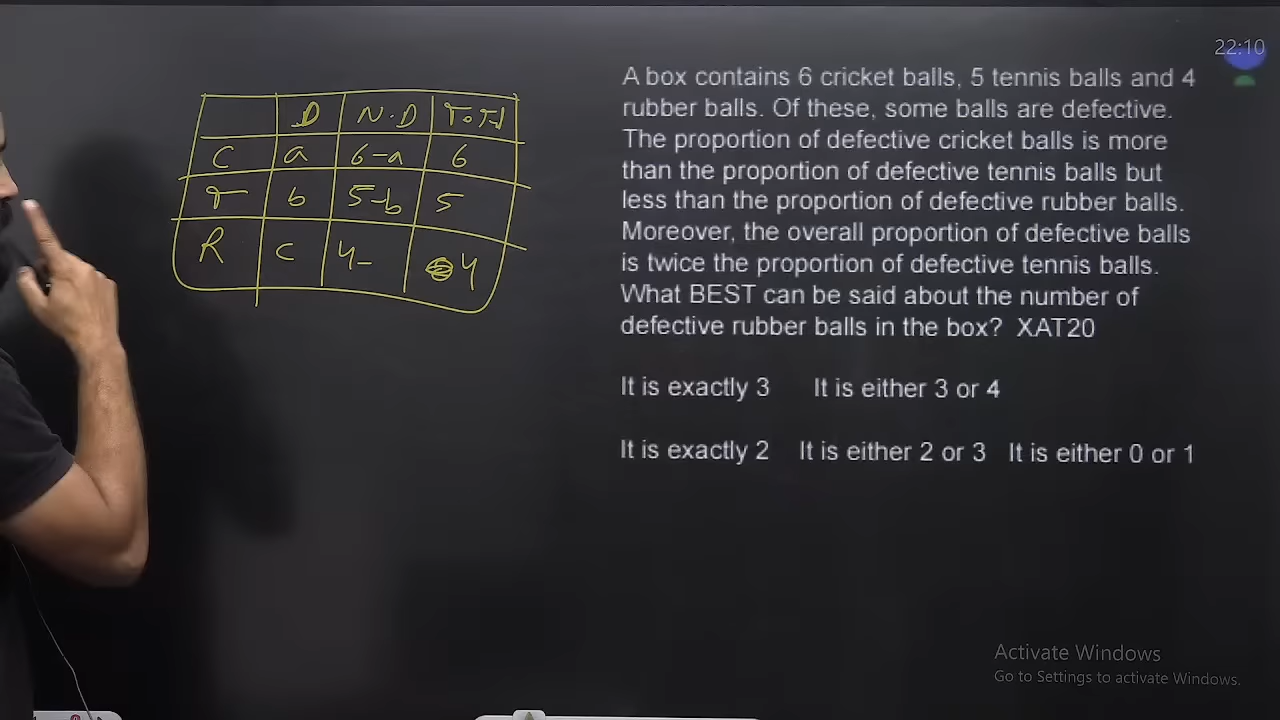 22:10
A box contains 6 cricket balls, 5 tennis balls and 4
rubber balls. Of these, some balls are defective.
The proportion of defective cricket balls is more
than the proportion of defective tennis balls but
less than the proportion of defective rubber balls.
Moreover, the overall proportion of defective balls
is twice the proportion of defective tennis balls.
What BEST can be said about the number of
defective rubber balls in the box? XAT20
It is exactly 3 It is either 3 or 4
It is exactly 2 It is either 2 or 3 It is either 0 or 1
D N.D Total
C a 6-a 6
T b 5-b 5
R c 4- 4
Activate Windows
Go to Settings to activate Windows.